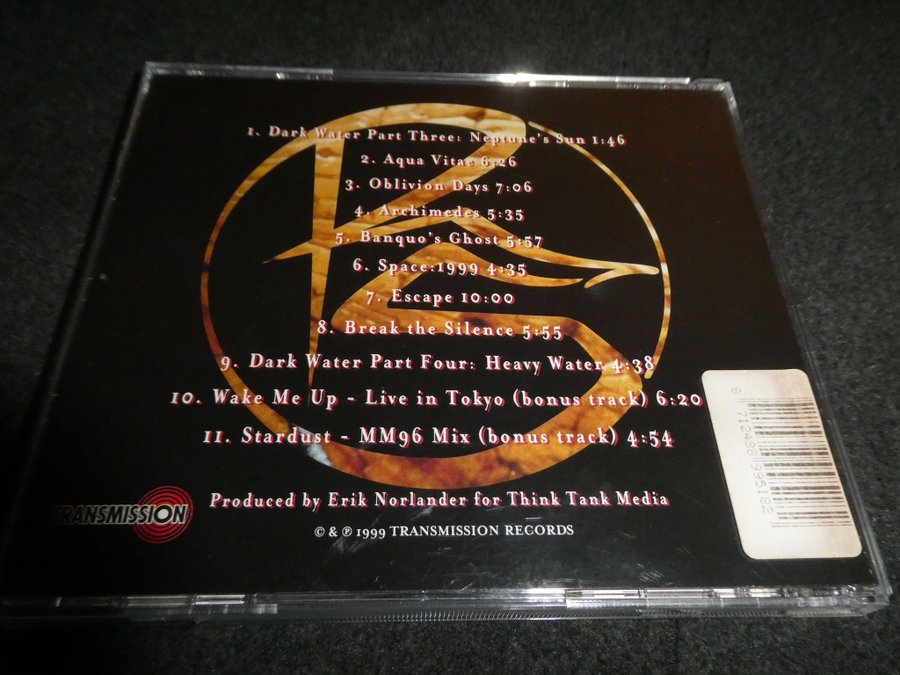 1. Dark Water Part Three: Neptune's Sun 1:46
2. Aqua Vitae 6:26
3. Oblivion Days 7:06
4. Archimedes 5:35
5. Banquo's Ghost 5:57
6. Space:1999 4:35
7. Escape 10:00
8. Break the Silence 5:55
9. Dark Water Part Four: Heavy Water 4:38
10. Wake Me Up - Live in Tokyo (bonus track) 6:20
11. Stardust - MM96 Mix (bonus track) 4:54
Produced by Erik Norlander for Think Tank Media
TRANSMISSION
© & ℗ 1999 TRANSMISSION RECORDS
8 712488 995182